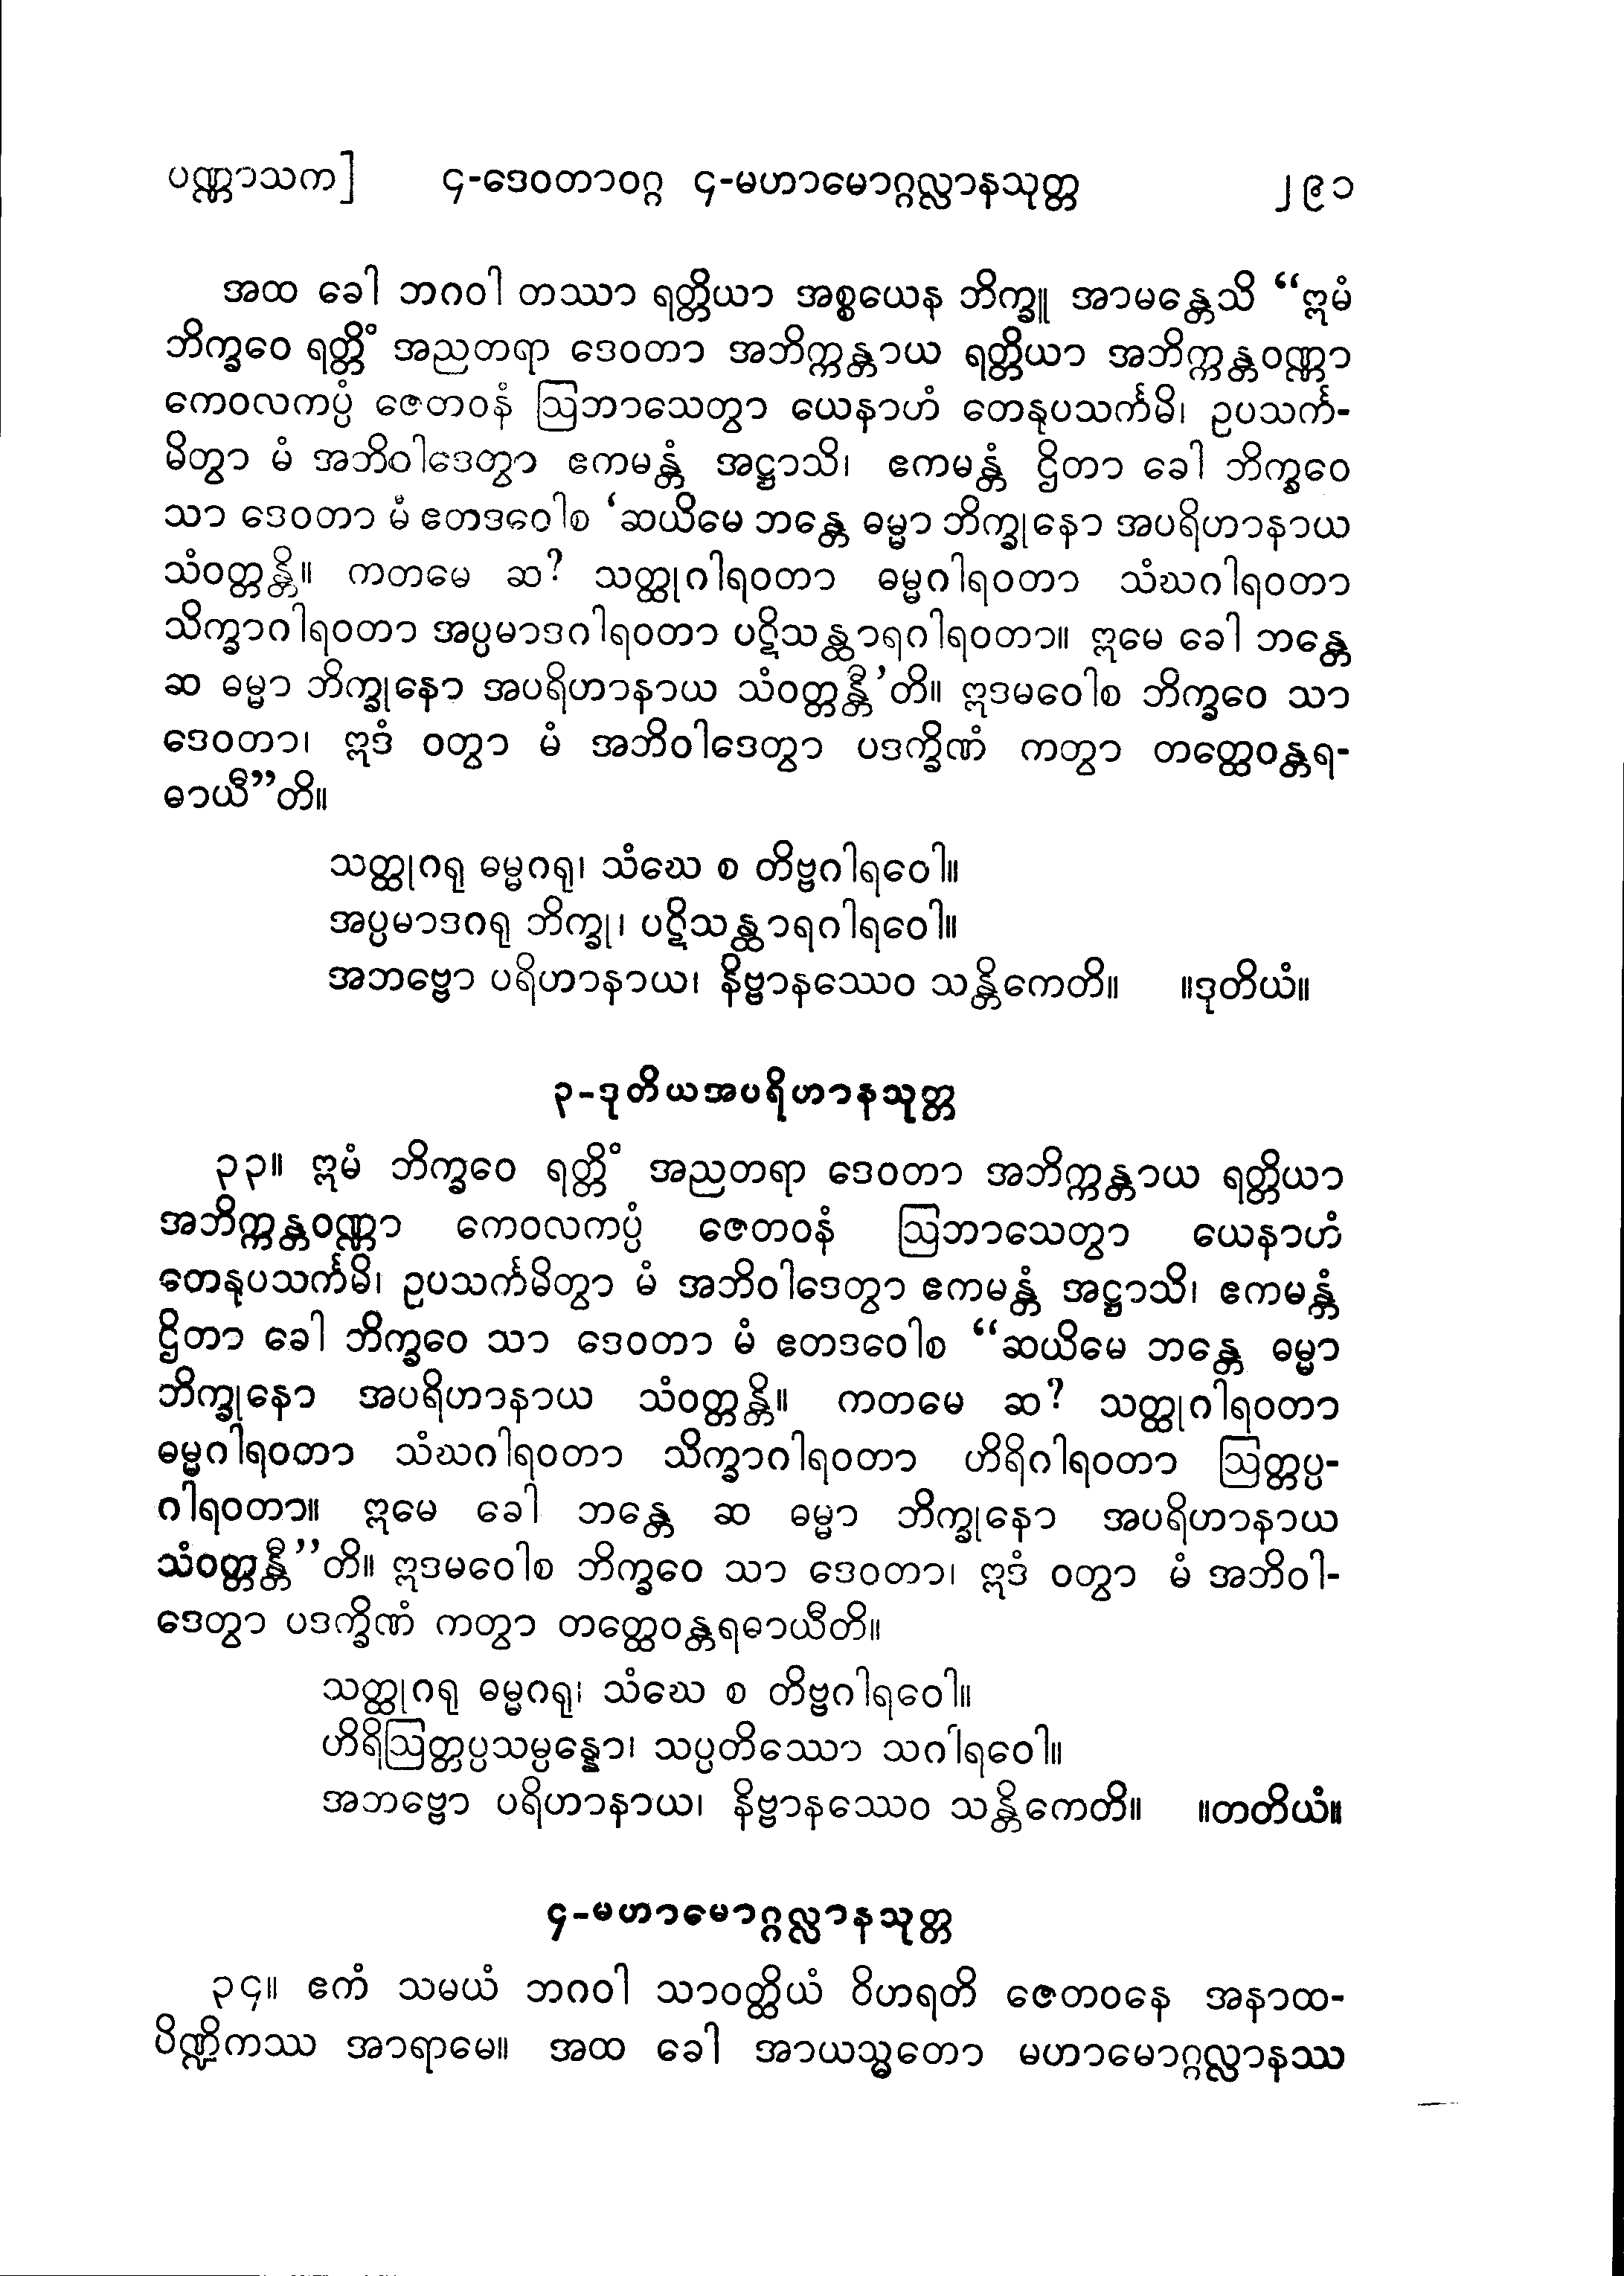 ပဏ္ဏာသက] ၄-ဒေဝတာဝဂ္ဂ ၄-မဟာမောဂ္ဂလ္လာနသုတ္တ ၂၉၁
အထ ခေါ ဘဂဝါ တဿာ ရတ္တိယာ အစ္စယေန ဘိက္ခူ အာမန္တေသိ “ဣမံ
ဘိက္ခဝေ ရတ္တိံ အညတရာ ဒေဝတာ အဘိက္ကန္တာယ ရတ္တိယာ အဘိက္ကန္တဝဏ္ဏာ
ကေဝလကပ္ပံ ဇေတဝနံ ဩဘာသေတွာ ယေနာဟံ တေနုပသင်္ကမိ၊ ဥပသင်္က-
မိတွာ မံ အဘိဝါဒေတွာ ဧကမန္တံ အဋ္ဌာသိ၊ ဧကမန္တံ ဌိတာ ခေါ ဘိက္ခဝေ
သာ ဒေဝတာ မံ ဧတဒဝေါစ ‘ဆယိမေ ဘန္တေ ဓမ္မာ ဘိက္ခုနော အပရိဟာနာယ
သံဝတ္တန္တိ။ ကတမေ ဆ? သတ္ထုဂါရဝတာ ဓမ္မဂါရဝတာ သံဃဂါရဝတာ
သိက္ခာဂါရဝတာ အပ္ပမာဒဂါရဝတာ ပဋိသန္ထာရဂါရဝတာ။ ဣမေ ခေါ ဘန္တေ
ဆ ဓမ္မာ ဘိက္ခုနော အပရိဟာနာယ သံဝတ္တန္တီ’တိ။ ဣဒမဝေါစ ဘိက္ခဝေ သာ
ဒေဝတာ၊ ဣဒံ ဝတွာ မံ အဘိဝါဒေတွာ ပဒက္ခိဏံ ကတွာ တတ္ထေဝန္တရ-
ဓာယီ”တိ။
သတ္ထုဂရု ဓမ္မဂရု၊ သံဃေ စ တိဗ္ဗဂါရဝေါ။
အပ္ပမာဒဂရု ဘိက္ခု၊ ပဋိသန္ထာရဂါရဝေါ။
အဘဗ္ဗော ပရိဟာနာယ၊ နိဗ္ဗာနဿေဝ သန္တိကေတိ။ ။ဒုတိယံ။
၃-ဒုတိယအပရိဟာနသုတ္တ
၃၃။ ဣမံ ဘိက္ခဝေ ရတ္တိံ အညတရာ ဒေဝတာ အဘိက္ကန္တာယ ရတ္တိယာ
အဘိက္ကန္တဝဏ္ဏာ ကေဝလကပ္ပံ ဇေတဝနံ ဩဘာသေတွာ ယေနာဟံ
တေနုပသင်္ကမိ၊ ဥပသင်္ကမိတွာ မံ အဘိဝါဒေတွာ ဧကမန္တံ အဋ္ဌာသိ၊ ဧကမန္တံ
ဌိတာ ခေါ ဘိက္ခဝေ သာ ဒေဝတာ မံ ဧတဒဝေါစ “ဆယိမေ ဘန္တေ ဓမ္မာ
ဘိက္ခုနော အပရိဟာနာယ သံဝတ္တန္တိ။ ကတမေ ဆ? သတ္ထုဂါရဝတာ
ဓမ္မဂါရဝတာ သံဃဂါရဝတာ သိက္ခာဂါရဝတာ ဟိရိဂါရဝတာ ဩတ္တပ္ပ-
ဂါရဝတာ။ ဣမေ ခေါ ဘန္တေ ဆ ဓမ္မာ ဘိက္ခုနော အပရိဟာနာယ
သံဝတ္တန္တီ”တိ။ ဣဒမဝေါစ ဘိက္ခဝေ သာ ဒေဝတာ၊ ဣဒံ ဝတွာ မံ အဘိဝါ-
ဒေတွာ ပဒက္ခိဏံ ကတွာ တတ္ထေဝန္တရဓာယီတိ။
သတ္ထုဂရု ဓမ္မဂရု၊ သံဃေ စ တိဗ္ဗဂါရဝေါ။
ဟိရိဩတ္တပ္ပသမ္ပန္နော၊ သပ္ပတိဿော သဂါရဝေါ။
အဘဗ္ဗော ပရိဟာနာယ၊ နိဗ္ဗာနဿေဝ သန္တိကေတိ။ ။တတိယံ။
၄-မဟာမောဂ္ဂလ္လာနသုတ္တ
၃၄။ ဧကံ သမယံ ဘဂဝါ သာဝတ္ထိယံ ဝိဟရတိ ဇေတဝနေ အနာထ-
ပိဏ္ဍိကဿ အာရာမေ။ အထ ခေါ အာယသ္မတော မဟာမောဂ္ဂလ္လာနဿ